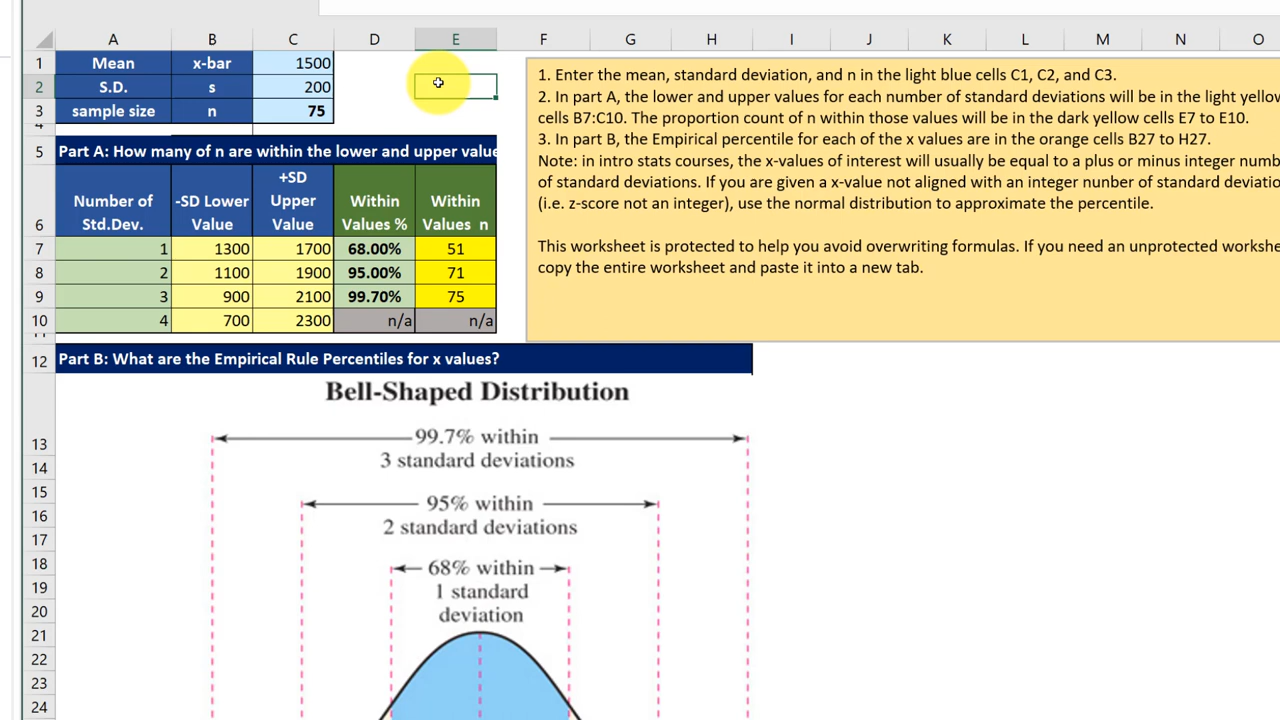 A B C D E F G H I J K L M N O
1 Mean x-bar 1500
2 S.D. s 200
3 sample size n 75
4
5 Part A: How many of n are within the lower and upper value
6 Number of Std.Dev. -SD Lower Value +SD Upper Value Within Values % Within Values n
7 1 1300 1700 68.00% 51
8 2 1100 1900 95.00% 71
9 3 900 2100 99.70% 75
10 4 700 2300 n/a n/a
11
1. Enter the mean, standard deviation, and n in the light blue cells C1, C2, and C3.
2. In part A, the lower and upper values for each number of standard deviations will be in the light yellow
cells B7:C10. The proportion count of n within those values will be in the dark yellow cells E7 to E10.
3. In part B, the Empirical percentile for each of the x values are in the orange cells B27 to H27.
Note: in intro stats courses, the x-values of interest will usually be equal to a plus or minus integer numb
of standard deviations. If you are given a x-value not aligned with an integer nunber of standard deviatio
(i.e. z-score not an integer), use the normal distribution to approximate the percentile.
This worksheet is protected to help you avoid overwriting formulas. If you need an unprotected workshe
copy the entire worksheet and paste it into a new tab.
12 Part B: What are the Empirical Rule Percentiles for x values?
Bell-Shaped Distribution
13 99.7% within
14 3 standard deviations
15
16 95% within
17 2 standard deviations
18 68% within
19 1 standard
20 deviation
21
22
23
24